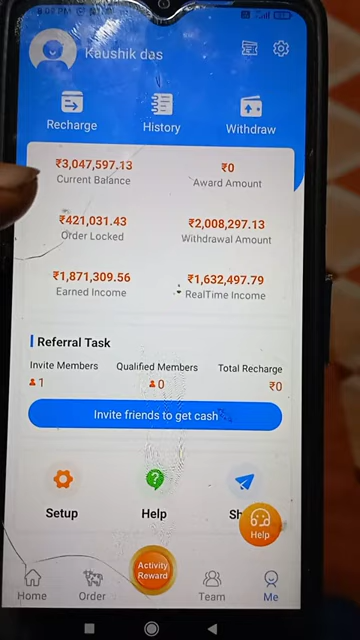 8:08 PM
Kaushik das
Recharge
History
Withdraw
₹3,047,597.13
₹0
Current Balance
Award Amount
₹421,031.43
₹2,008,297.13
Order Locked
Withdrawal Amount
₹1,871,309.56
₹1,632,497.79
Earned Income
RealTime Income
Referral Task
Invite Members
Qualified Members
Total Recharge
1
0
₹0
Invite friends to get cash
Setup
Help
Sh
Help
Activity
Reward
Home
Order
Team
Me